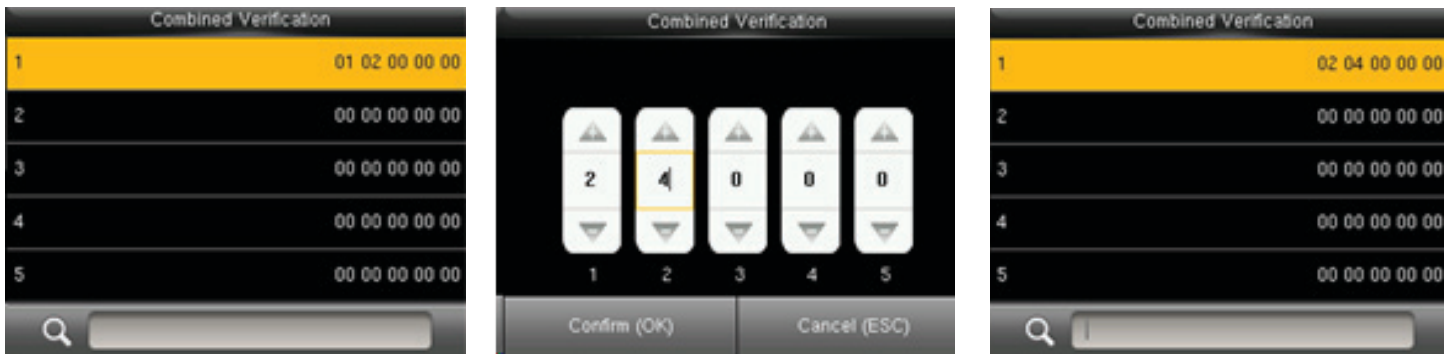 Combined Verification
1 01 02 00 00 00
2 00 00 00 00 00
3 00 00 00 00 00
4 00 00 00 00 00
5 00 00 00 00 00
Combined Verification
2 4 0 0 0
1 2 3 4 5
Confirm (OK) Cancel (ESC)
Combined Verification
1 02 04 00 00 00
2 00 00 00 00 00
3 00 00 00 00 00
4 00 00 00 00 00
5 00 00 00 00 00